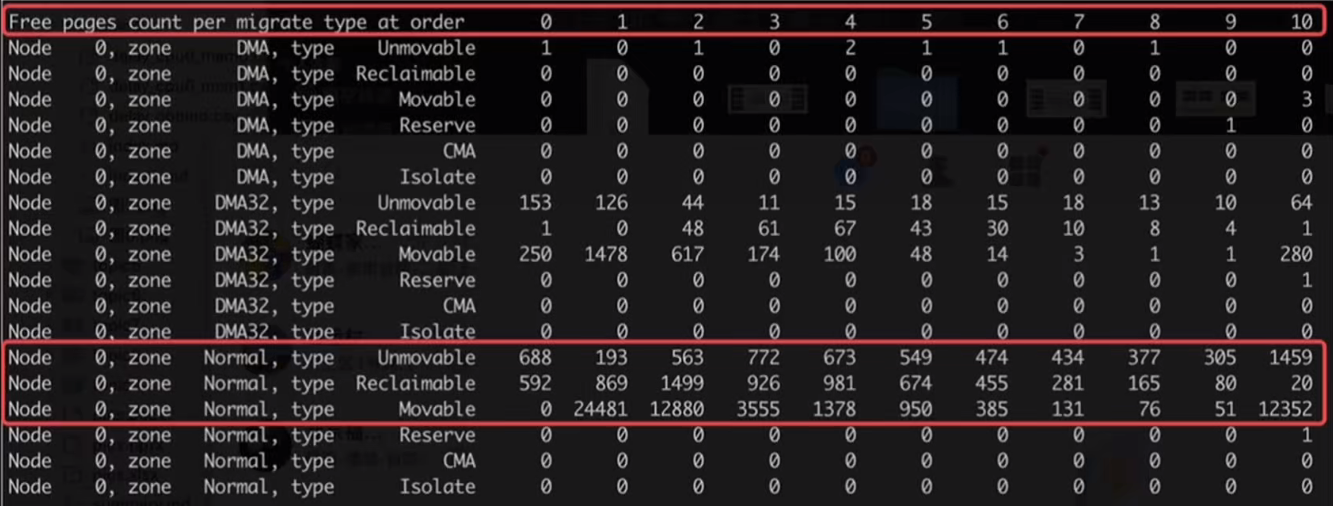 Free pages count per migrate type at order 0 1 2 3 4 5 6 7 8 9 10
Node 0, zone DMA, type Unmovable 1 0 1 0 2 1 1 0 1 0 0
Node 0, zone DMA, type Reclaimable 0 0 0 0 0 0 0 0 0 0 0
Node 0, zone DMA, type Movable 0 0 0 0 0 0 0 0 0 0 3
Node 0, zone DMA, type Reserve 0 0 0 0 0 0 0 0 0 1 0
Node 0, zone DMA, type CMA 0 0 0 0 0 0 0 0 0 0 0
Node 0, zone DMA, type Isolate 0 0 0 0 0 0 0 0 0 0 0
Node 0, zone DMA32, type Unmovable 153 126 44 11 15 18 15 18 13 10 64
Node 0, zone DMA32, type Reclaimable 1 0 48 61 67 43 30 10 8 4 1
Node 0, zone DMA32, type Movable 250 1478 617 174 100 48 14 3 1 1 280
Node 0, zone DMA32, type Reserve 0 0 0 0 0 0 0 0 0 0 1
Node 0, zone DMA32, type CMA 0 0 0 0 0 0 0 0 0 0 0
Node 0, zone DMA32, type Isolate 0 0 0 0 0 0 0 0 0 0 0
Node 0, zone Normal, type Unmovable 688 193 563 772 673 549 474 434 377 305 1459
Node 0, zone Normal, type Reclaimable 592 869 1499 926 981 674 455 281 165 80 20
Node 0, zone Normal, type Movable 0 24481 12880 3555 1378 950 385 131 76 51 12352
Node 0, zone Normal, type Reserve 0 0 0 0 0 0 0 0 0 0 1
Node 0, zone Normal, type CMA 0 0 0 0 0 0 0 0 0 0 0
Node 0, zone Normal, type Isolate 0 0 0 0 0 0 0 0 0 0 0